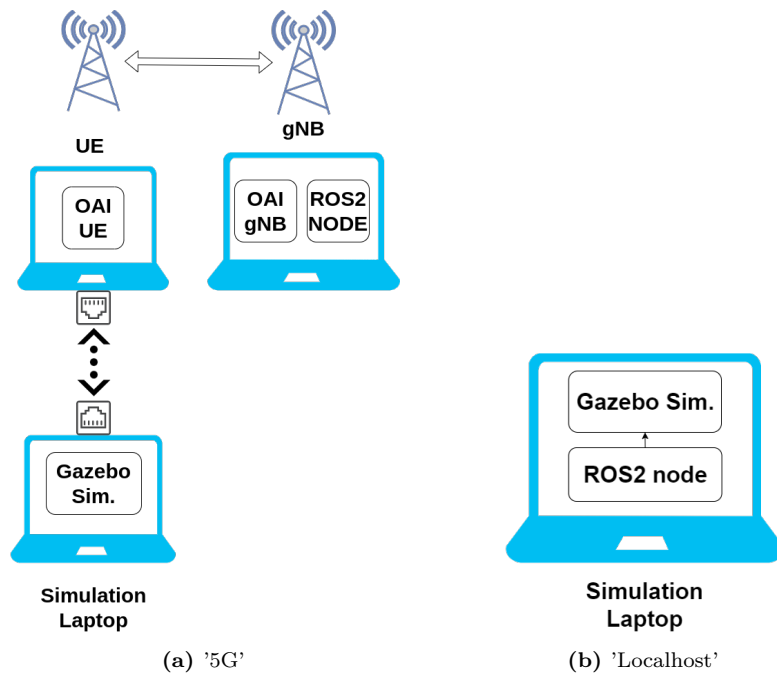 UE
gNB
OAI
UE
OAI
gNB
ROS2
NODE
Gazebo
Sim.
Simulation
Laptop
(a) '5G'
Gazebo Sim.
ROS2 node
Simulation
Laptop
(b) 'Localhost'